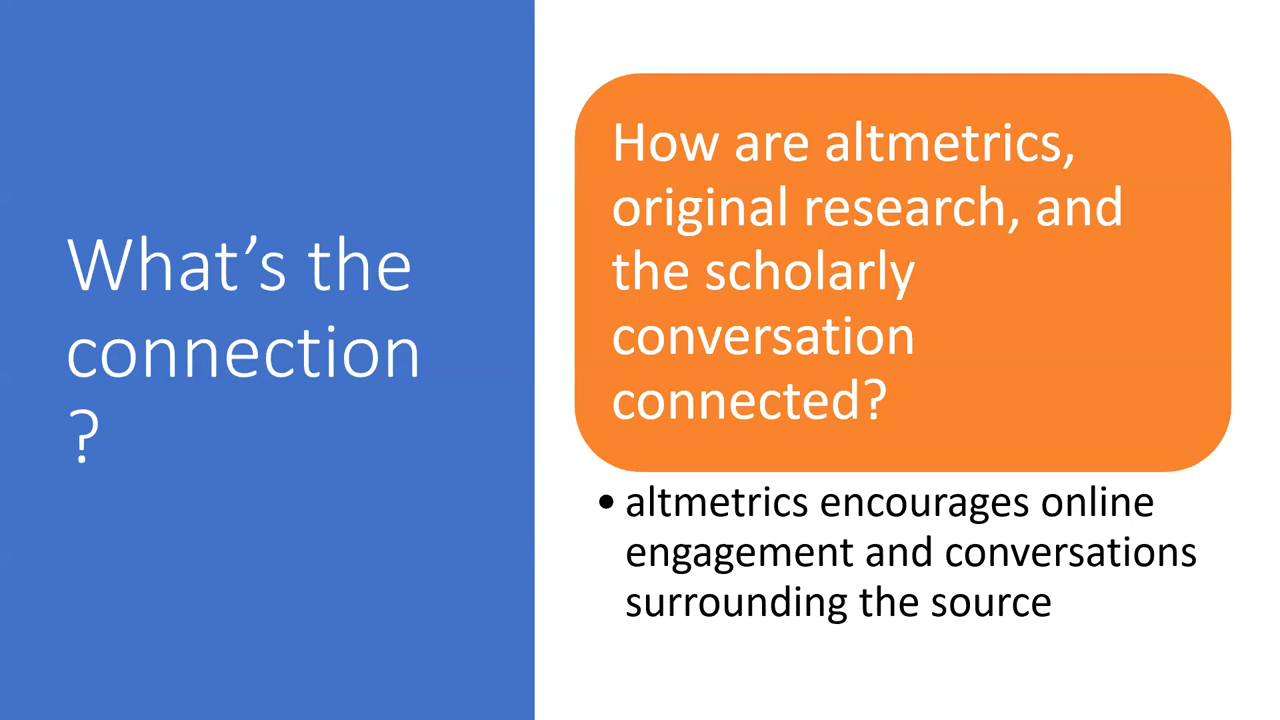 What’s the
connection
?
How are altmetrics,
original research, and
the scholarly
conversation
connected?
• altmetrics encourages online
engagement and conversations
surrounding the source